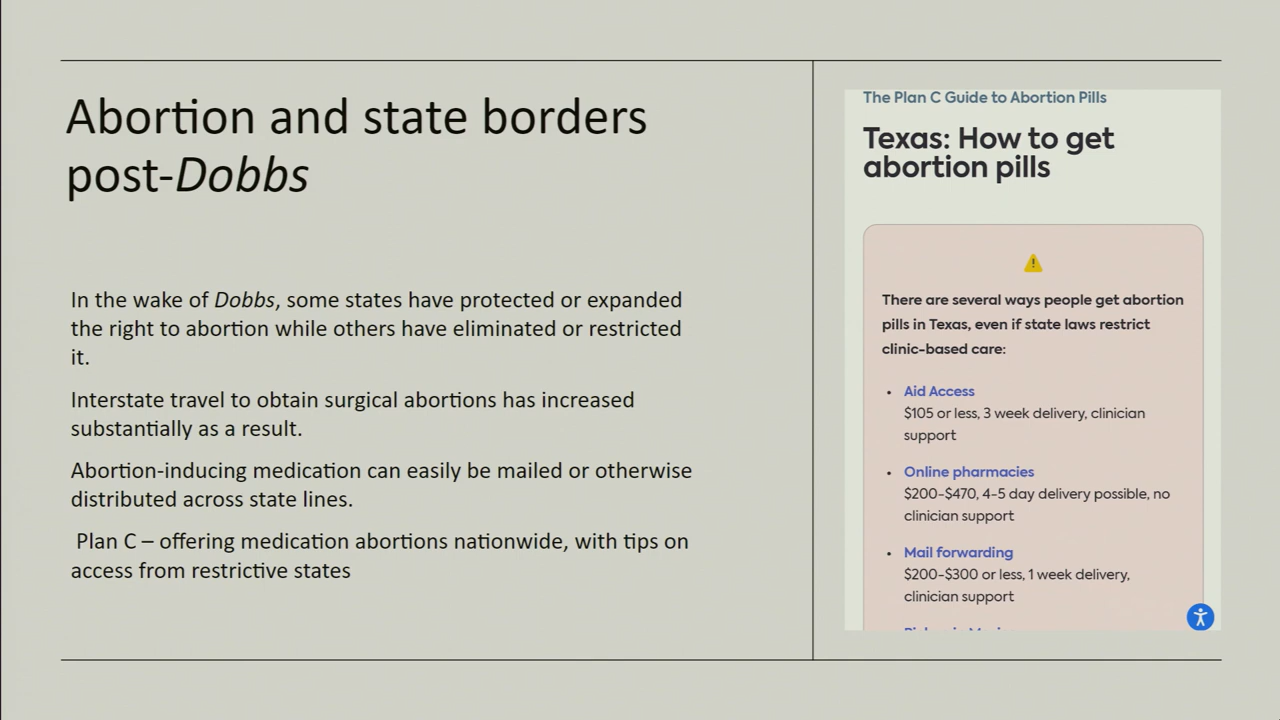 Abortion and state borders
post-Dobbs
In the wake of Dobbs, some states have protected or expanded
the right to abortion while others have eliminated or restricted
it.
Interstate travel to obtain surgical abortions has increased
substantially as a result.
Abortion-inducing medication can easily be mailed or otherwise
distributed across state lines.
Plan C – offering medication abortions nationwide, with tips on
access from restrictive states
The Plan C Guide to Abortion Pills
Texas: How to get
abortion pills
There are several ways people get abortion
pills in Texas, even if state laws restrict
clinic-based care:
• Aid Access
$105 or less, 3 week delivery, clinician
support
• Online pharmacies
$200-$470, 4-5 day delivery possible, no
clinician support
• Mail forwarding
$200-$300 or less, 1 week delivery,
clinician support